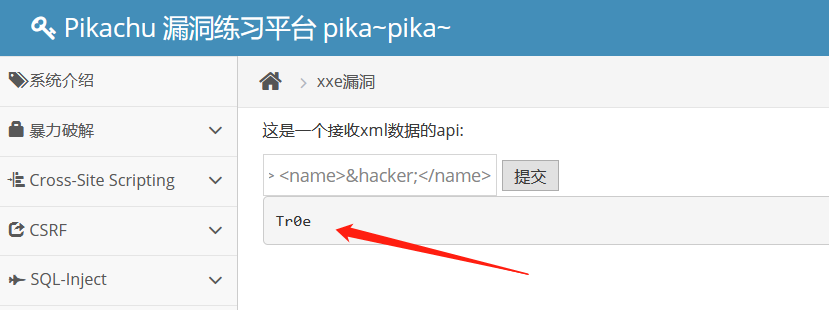 Pikachu 漏洞练习平台 pika~pika~
系统介绍
xxe漏洞
暴力破解
这是一个接收xml数据的api:
> <name>&hacker;</name>
提交
Cross-Site Scripting
Tr0e
CSRF
SQL-Inject